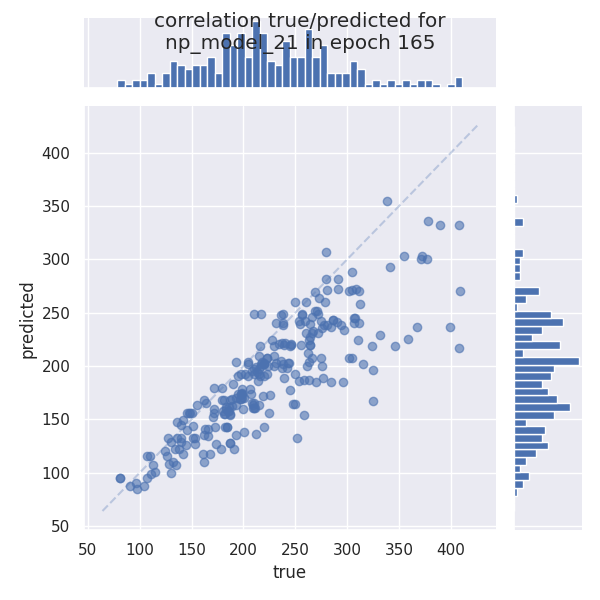 correlation true/predicted for
np_model_21 in epoch 165
400
350
300
250
200
150
100
50
predicted
50 100 150 200 250 300 350 400
true